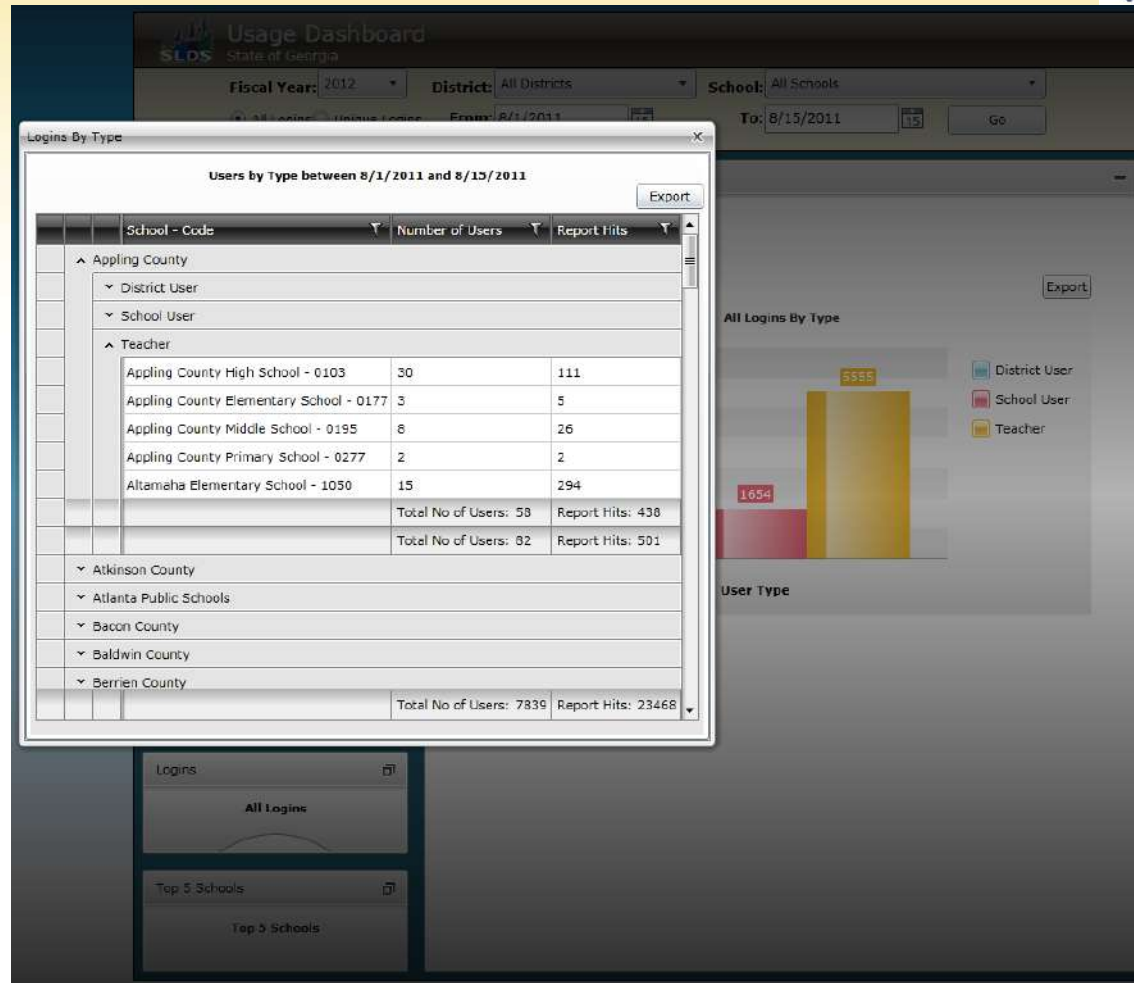 Usage Dashboard
SLDS State of Georgia
Fiscal Year: 2012 District: All Districts School: All Schools
All Logins Unique Logins From: 8/1/2011 15 To: 8/15/2011 15 Go
Logins By Type X
Users by Type between 8/1/2011 and 8/15/2011
Export
School - Code Number of Users Report Hits
Appling County
District User
School User
Teacher
Appling County High School - 0103 30 111
Appling County Elementary School - 0177 3 5
Appling County Middle School - 0195 8 26
Appling County Primary School - 0277 2 2
Altamaha Elementary School - 1050 15 294
Total No of Users: 58 Report Hits: 438
Total No of Users: 82 Report Hits: 501
Atkinson County
Atlanta Public Schools
Bacon County
Baldwin County
Berrien County
Total No of Users: 7839 Report Hits: 23468
Export
All Logins By Type
5555
1654
District User
School User
Teacher
User Type
Logins
All Logins
Top 5 Schools
Top 5 Schools